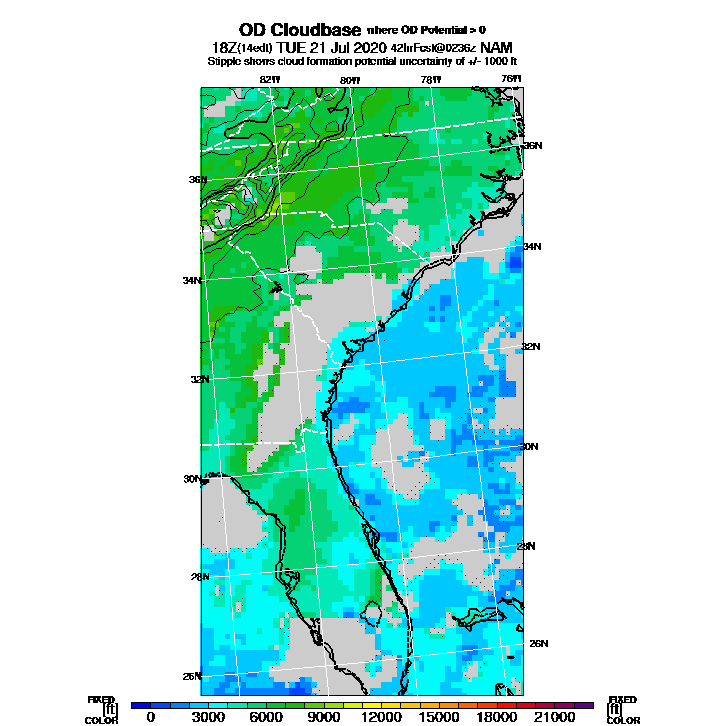 OD Cloudbase where OD Potential > 0
18Z(14edt) TUE 21 Jul 2020 42hrFcst@0236z NAM
Stipple shows cloud formation potential uncertainty of +/- 1000 ft
82W 80W 78W 76W
36N
36N
34N
34N
32N
32N
30N
30N
28N
28N
26N
26N
FIXED FIXED
[ft] [ft]
COLOR COLOR
0 3000 6000 9000 12000 15000 18000 21000